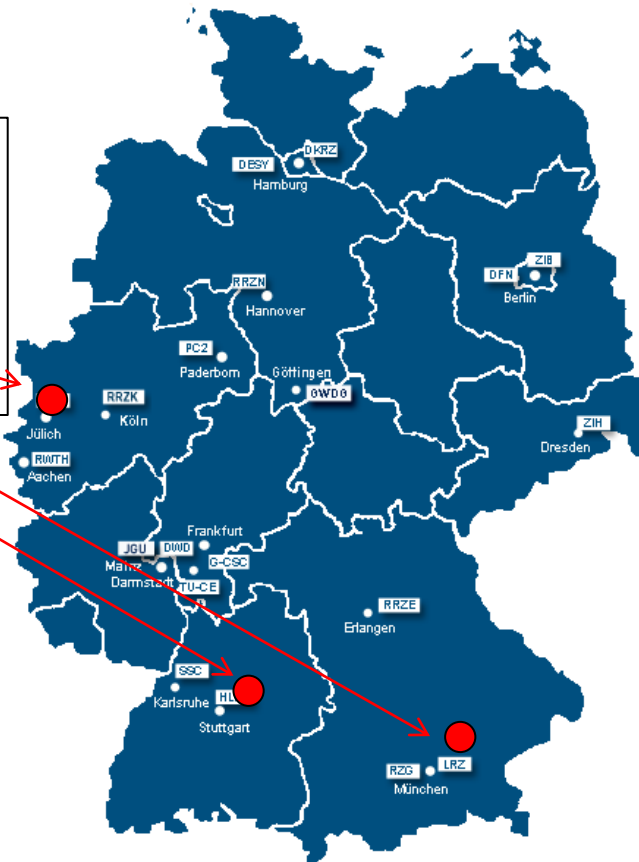 DKRZ
DESY
Hamburg
ZIB
DFN
Berlin
RRZN
Hannover
PC2
Paderborn
Göttingen
GWDG
RRZK
Köln
Jülich
ZIH
Dresden
RWTH
Aachen
Frankfurt
JGU
DWD
Mainz
G-CSC
Darmstadt
TU-CE
RRZE
Erlangen
SSC
Karlsruhe
Stuttgart
RZG
LRZ
München